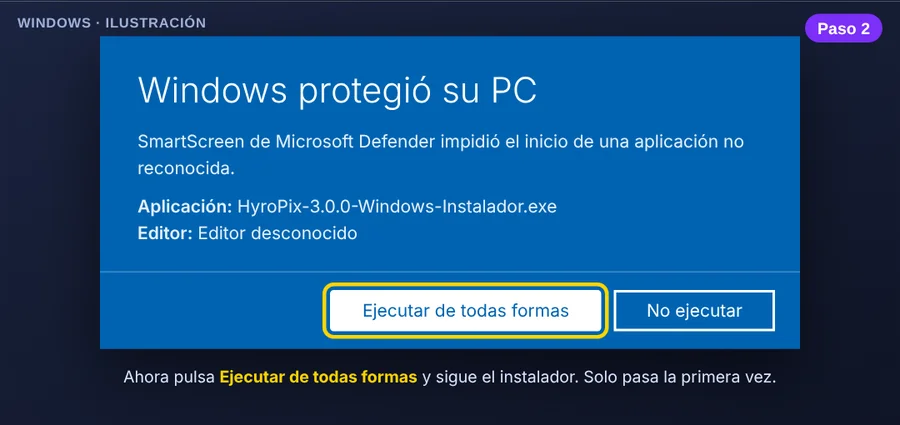 WINDOWS · ILUSTRACIÓN
Paso 2
Windows protegió su PC
SmartScreen de Microsoft Defender impidió el inicio de una aplicación no
reconocida.
Aplicación: HyroPix-3.0.0-Windows-Instalador.exe
Editor: Editor desconocido
Ejecutar de todas formas
No ejecutar
Ahora pulsa Ejecutar de todas formas y sigue el instalador. Solo pasa la primera vez.